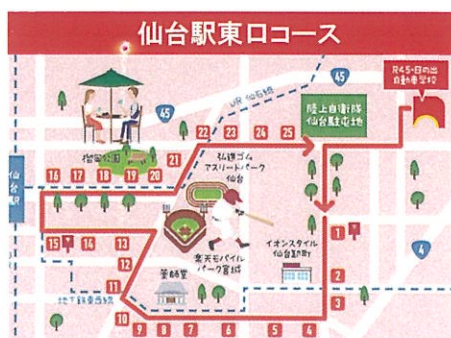 仙台駅東口コース
45
JR 仙石線
45
R45・日の出
自動車学校
陸上自衛隊
仙台駐屯地
榴岡公園
仙台駅
16 17 18 19 20 21 22 23 24 25
弘進ゴム
アスリートパーク
仙台
楽天モバイル
パーク宮城
イオンスタイル
仙台卸町
薬師堂
地下鉄東西線
15 14 13
12
11
10 9 8 7 6 5 4
3
2
1
4